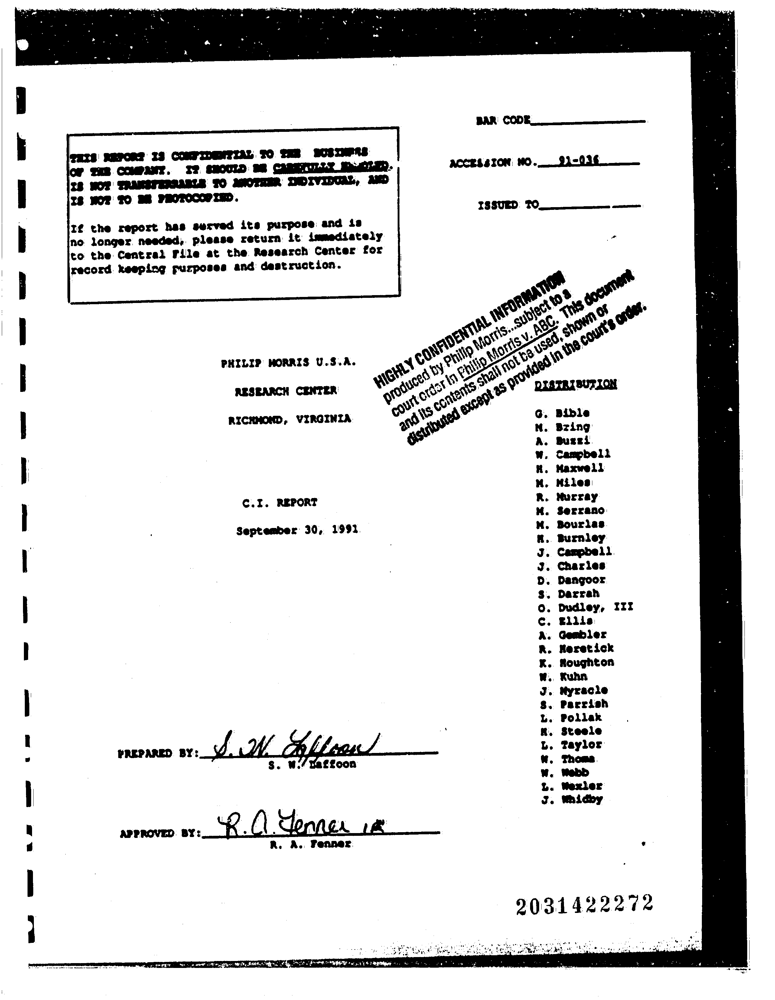 BAR CODE
THIS REPORT IS CONFIDENTIAL TO THE BUSINESS
OF THE COMPANY. IT SHOULD BE CAREFULLY HANDLED,
IS NOT TRANSFERRABLE TO ANOTHER INDIVIDUAL, AND
IS NOT TO BE PHOTOCOPIED.
If the report has served its purpose and is
no longer needed, please return it immediately
to the Central File at the Research Center for
record keeping purposes and destruction.
ACCESSION NO. 91-036
ISSUED TO
HIGHLY CONFIDENTIAL INFORMATION
produced by Philip Morris...subject to a
court order in Philip Morris v. ABC. This document
and its contents shall not be used, shown or
distributed except as provided in the court's order.
PHILIP MORRIS U.S.A.
RESEARCH CENTER
RICHMOND, VIRGINIA
C.I. REPORT
September 30, 1991
DISTRIBUTION
G. Bible
M. Bring
A. Buzzi
W. Campbell
H. Maxwell
M. Miles
R. Murray
M. Serrano
M. Bourlas
K. Burnley
J. Campbell
J. Charles
D. Dangoor
S. Darrah
O. Dudley, III
C. Ellis
A. Gembler
R. Heretick
K. Houghton
W. Kuhn
J. Myracle
S. Parrish
L. Pollak
H. Steele
L. Taylor
W. Thoma
W. Webb
L. Wexler
J. Whidby
PREPARED BY: S. W. Laffoon
S. W. Laffoon
APPROVED BY: R. A. Fenner
R. A. Fenner
2031422272